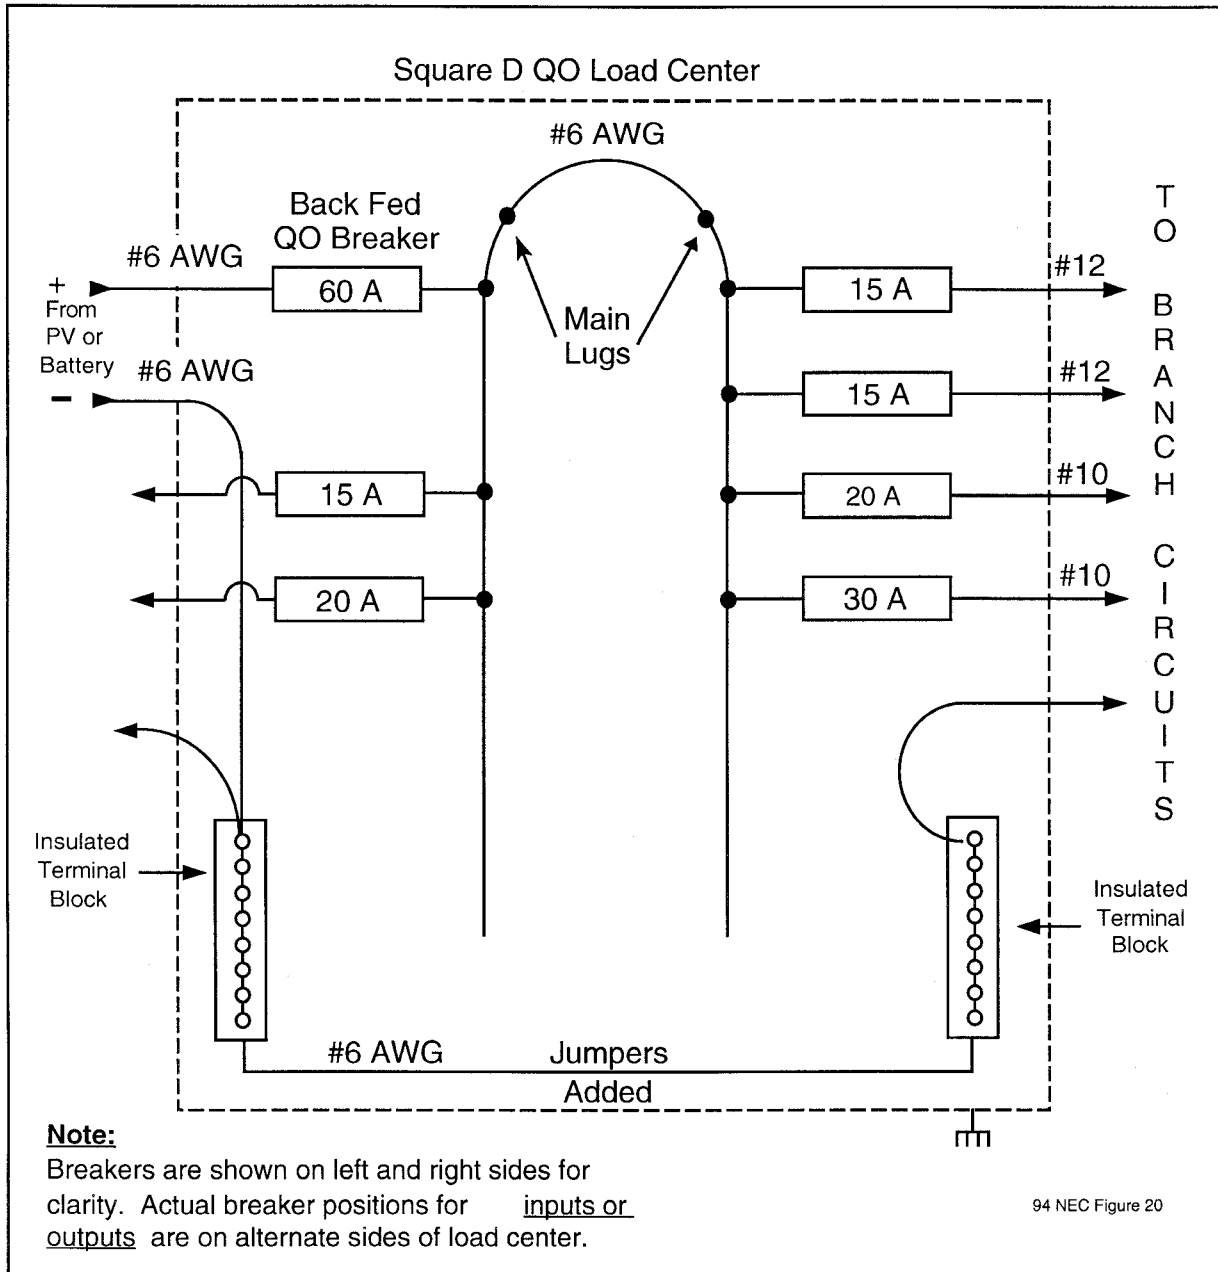 Square D QO Load Center
#6 AWG
Back Fed
QO Breaker
#6 AWG
60 A
+
From
PV or
Battery
#6 AWG
–
Main
Lugs
15 A
#12
15 A
#12
15 A
20 A
#10
20 A
30 A
#10
TO BRANCH CIRCUITS
Insulated
Terminal
Block
Insulated
Terminal
Block
#6 AWG Jumpers
Added
Note:
Breakers are shown on left and right sides for
clarity. Actual breaker positions for inputs or
outputs are on alternate sides of load center.
94 NEC Figure 20